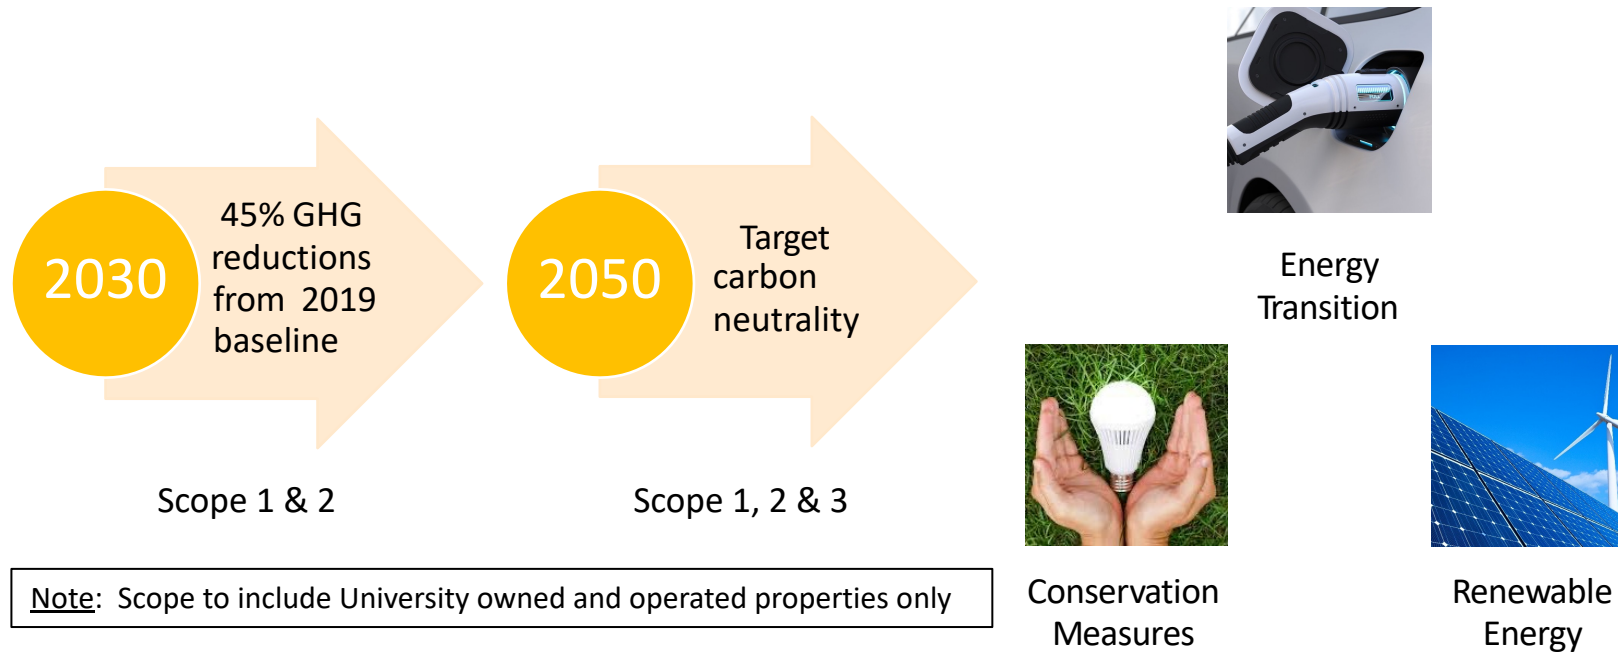 2030
45% GHG
reductions
from 2019
baseline
Scope 1 & 2
2050
Target
carbon
neutrality
Scope 1, 2 & 3
Note: Scope to include University owned and operated properties only
Energy
Transition
Conservation
Measures
Renewable
Energy